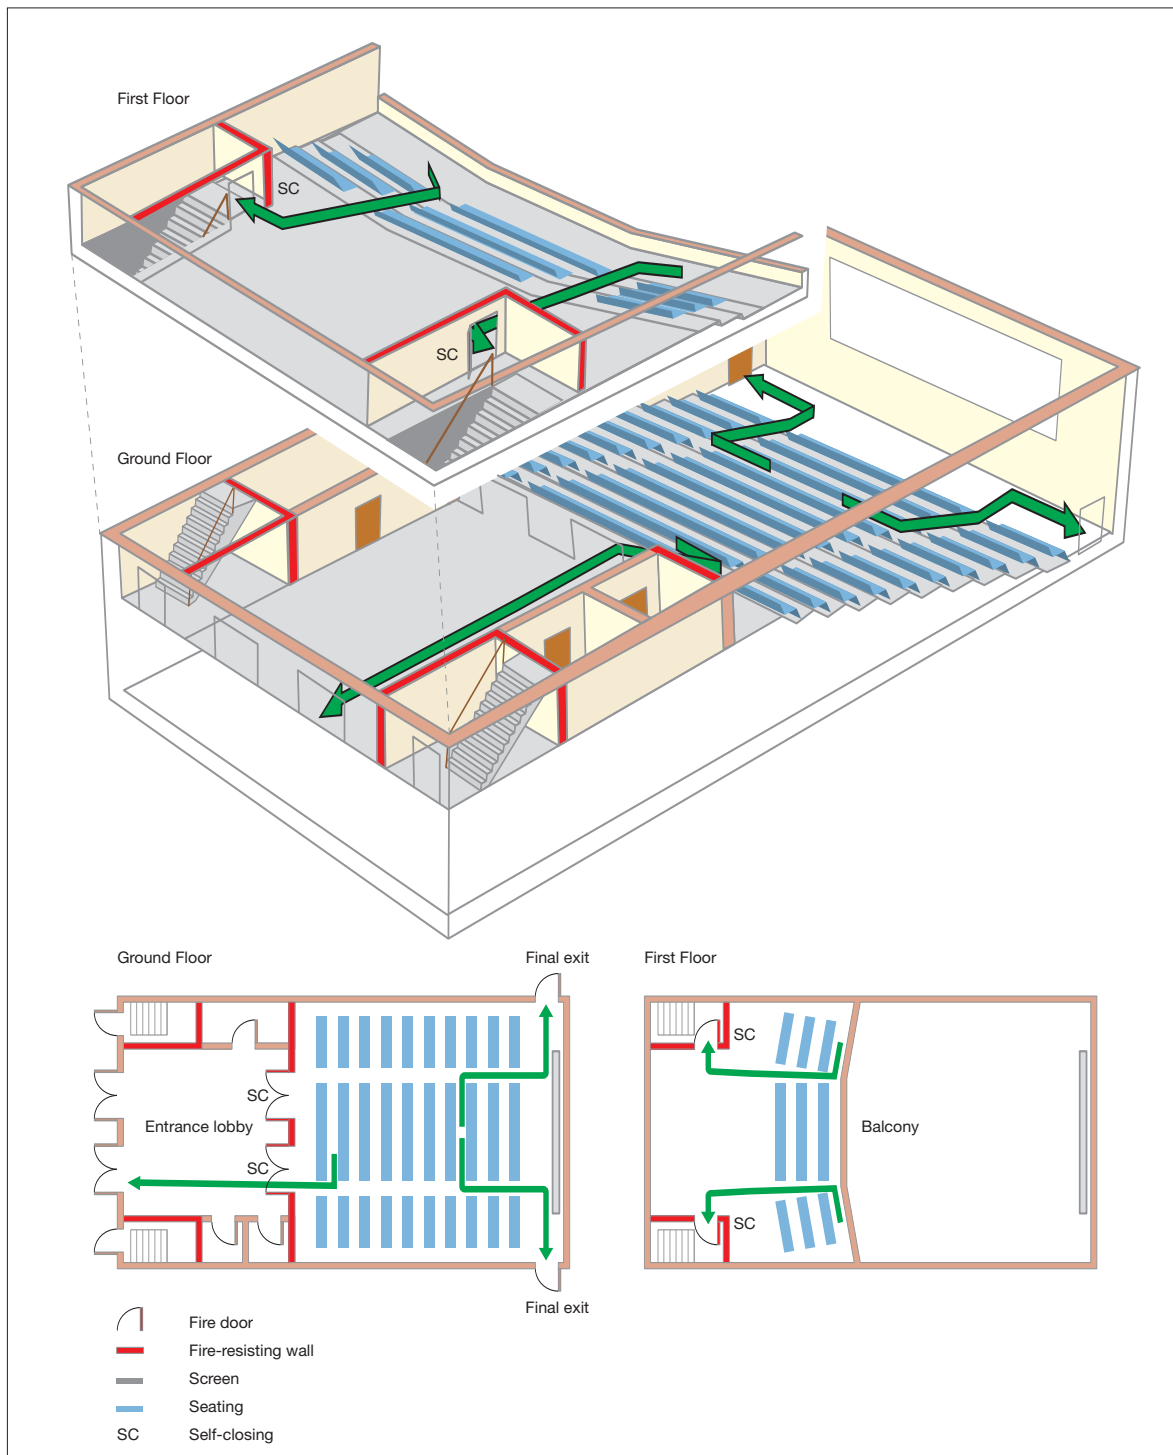 First Floor
SC
SC
Ground Floor
Ground Floor
Final exit
First Floor
SC
SC
Entrance lobby
Balcony
SC
SC
Final exit
Fire door
Fire-resisting wall
Screen
Seating
SC Self-closing